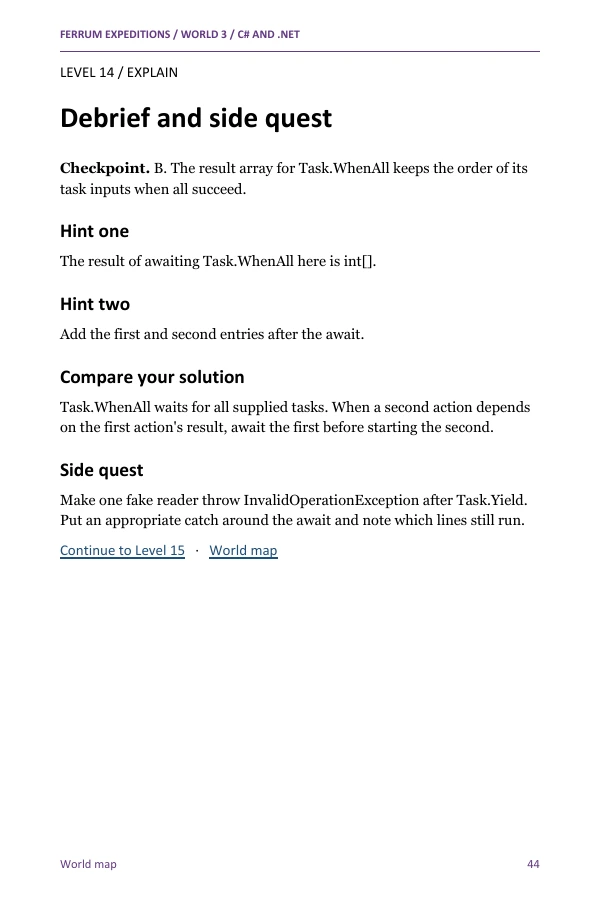 FERRUM EXPEDITIONS / WORLD 3 / C# AND .NET
LEVEL 14 / EXPLAIN
Debrief and side quest
Checkpoint. B. The result array for Task.WhenAll keeps the order of its
task inputs when all succeed.
Hint one
The result of awaiting Task.WhenAll here is int[].
Hint two
Add the first and second entries after the await.
Compare your solution
Task.WhenAll waits for all supplied tasks. When a second action depends
on the first action's result, await the first before starting the second.
Side quest
Make one fake reader throw InvalidOperationException after Task.Yield.
Put an appropriate catch around the await and note which lines still run.
Continue to Level 15 · World map
World map 44